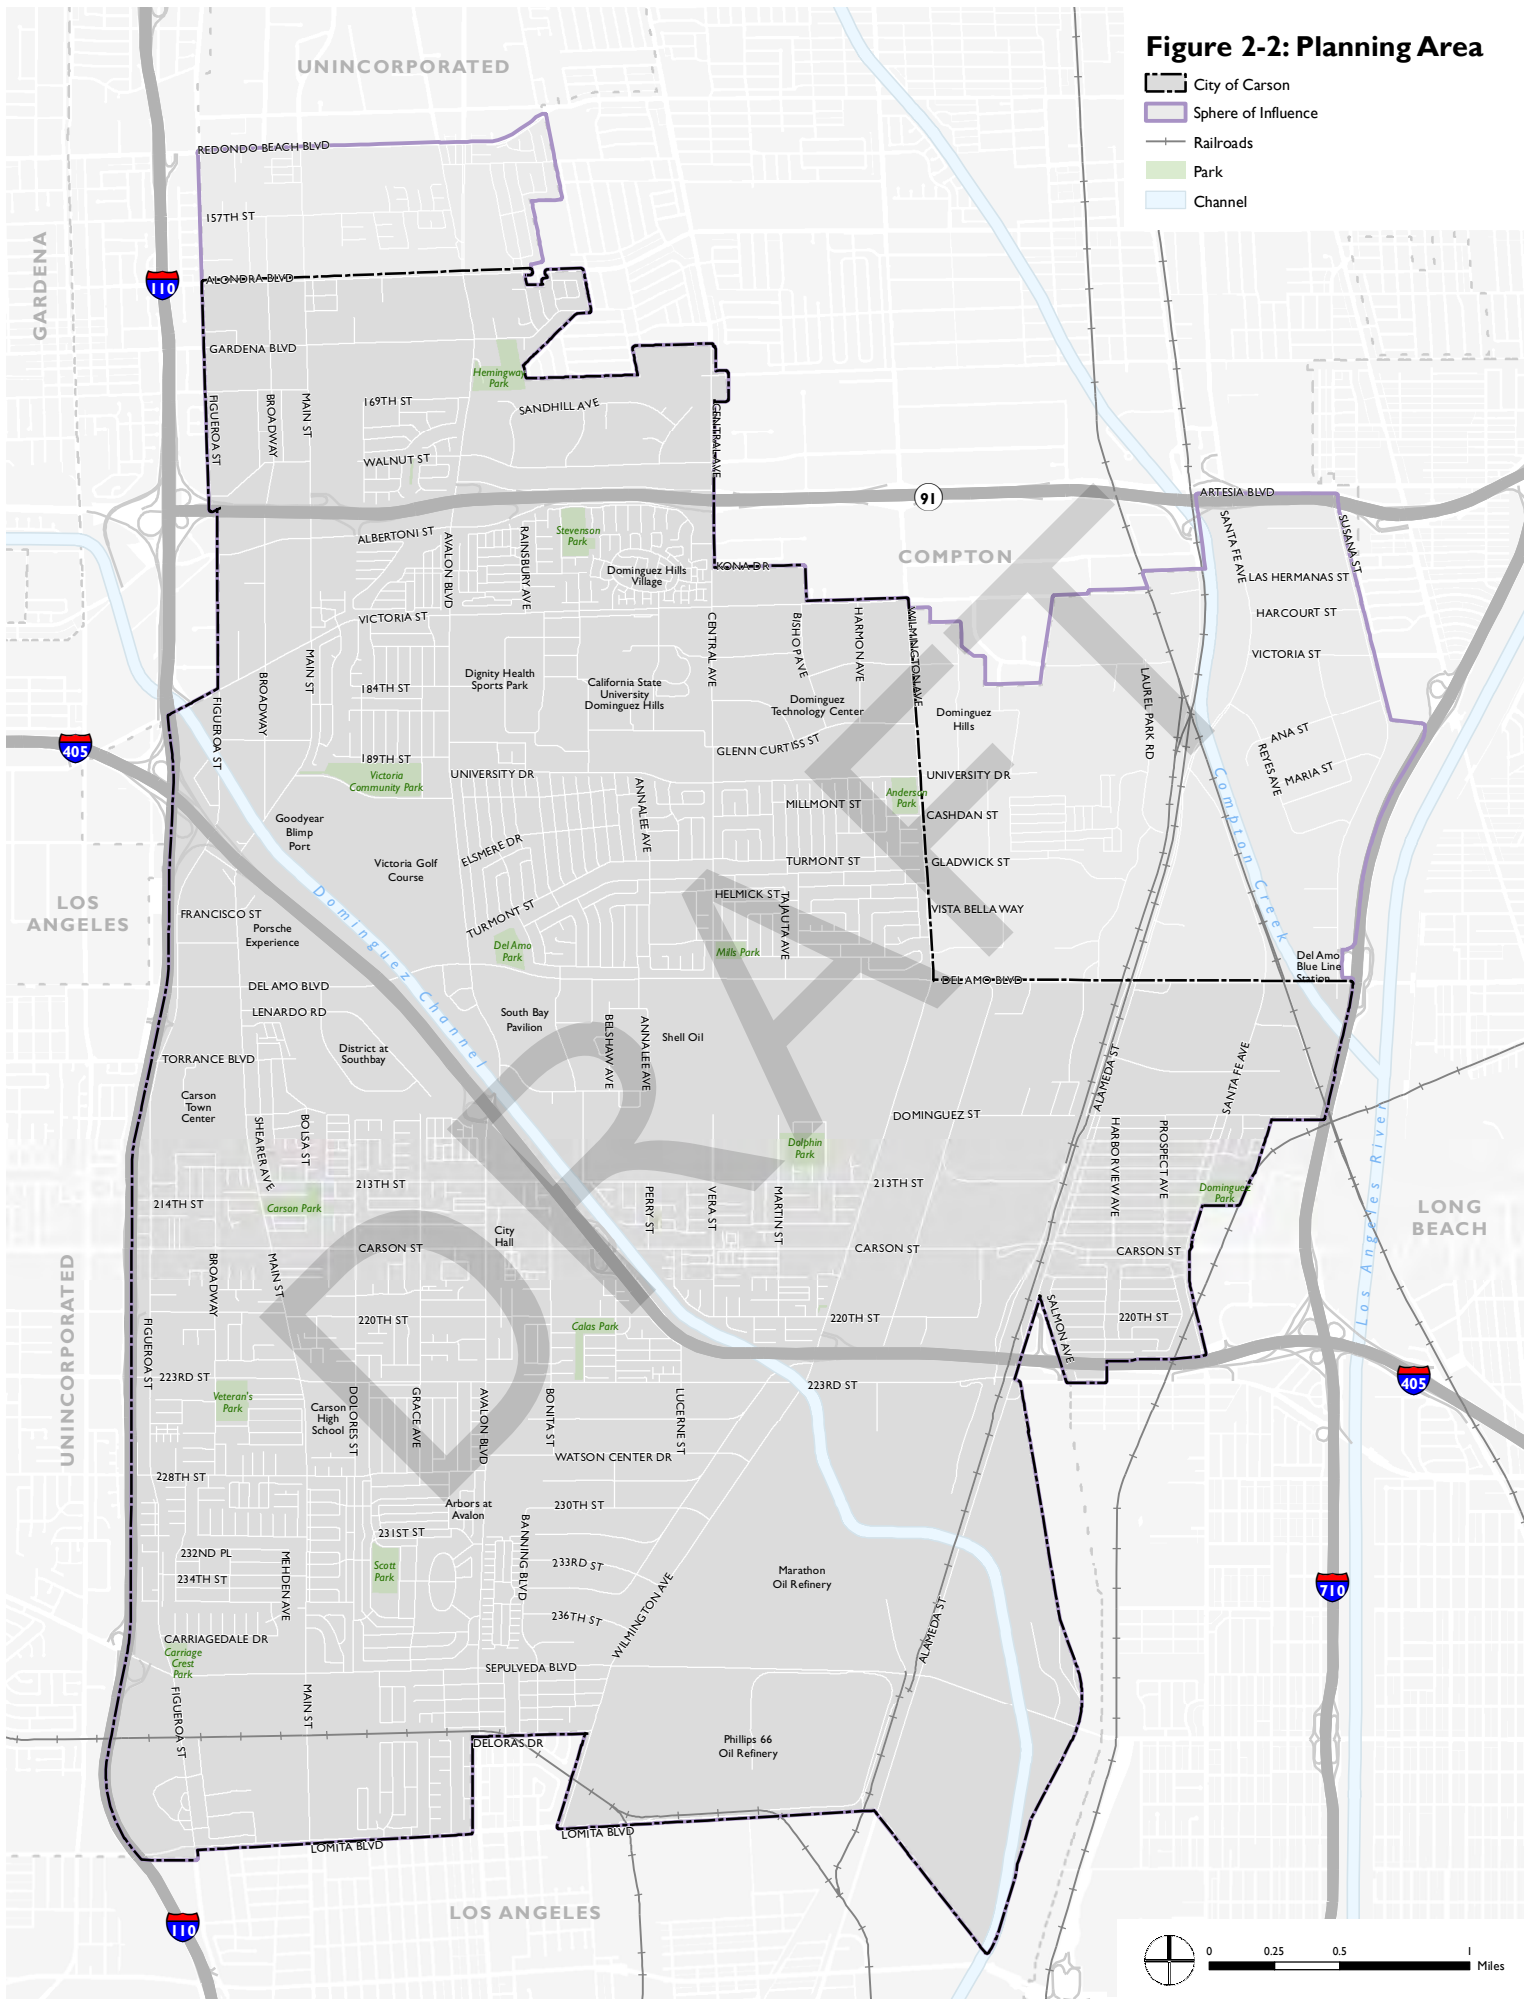 Figure 2-2: Planning Area
City of Carson
Sphere of Influence
Railroads
Park
Channel
UNINCORPORATED
REDONDO BEACH BLVD
157TH ST
GARDENA
110
ALONDRA BLVD
GARDENA BLVD
Hemingway
Park
FIGUEROA ST
BROADWAY
MAIN ST
169TH ST
SANDHILL AVE
CENTRAL AVE
WALNUT ST
91
ARTESIA BLVD
ALBERTONI ST
AVALON BLVD
RAINSBURY AVE
Stevenson
Park
Dominguez Hills
Village
KONA DR
COMPTON
SANTA FE AVE
SUSANA ST
LAS HERMANAS ST
HARCOURT ST
VICTORIA ST
VICTORIA ST
CENTRAL AVE
BISHOP AVE
HARMON AVE
WILMINGTON AVE
MAIN ST
BROADWAY
FIGUEROA ST
184TH ST
Dignity Health
Sports Park
California State
University
Dominguez Hills
Dominguez
Technology Center
Dominguez
Hills
LAUREL PARK RD
ANA ST
REYES AVE
MARIA ST
405
189TH ST
Victoria
Community Park
UNIVERSITY DR
GLENN CURTISS ST
UNIVERSITY DR
ANNALEE AVE
MILLMONT ST
Anderson
Park
CASHDAN ST
Goodyear
Blimp
Port
Victoria Golf
Course
ELSMERE DR
TURMONT ST
GLADWICK ST
Compton Creek
LOS
ANGELES
HELMICK ST
TAJAUTA AVE
VISTA BELLA WAY
FRANCISCO ST
Porsche
Experience
Dominguez Channel
TURMONT ST
Del Amo
Park
Mills Park
Del Amo
Blue Line
Station
DEL AMO BLVD
DEL AMO BLVD
LENARDO RD
South Bay
Pavilion
BELSHAW AVE
ANNALEE AVE
Shell Oil
District at
Southbay
TORRANCE BLVD
ALAMEDA ST
SANTA FE AVE
Carson
Town
Center
SHEARER AVE
BOLSA ST
DOMINGUEZ ST
HARBOR VIEW AVE
PROSPECT AVE
Dolphin
Park
Los Angeles River
213TH ST
213TH ST
Dominguez
Park
214TH ST
Carson Park
PERRY ST
VERA ST
MARTIN ST
LONG
BEACH
City
Hall
CARSON ST
CARSON ST
CARSON ST
BROADWAY
MAIN ST
UNINCORPORATED
FIGUEROA ST
220TH ST
Calas Park
220TH ST
SALMON AVE
220TH ST
223RD ST
223RD ST
405
Veteran's
Park
Carson
High
School
DOLORES ST
GRACE AVE
AVALON BLVD
BONITA ST
LUCERNE ST
WATSON CENTER DR
228TH ST
Arbors at
Avalon
230TH ST
231ST ST
BANNING BLVD
232ND PL
234TH ST
MEHDEN AVE
Scott
Park
233RD ST
Marathon
Oil Refinery
710
236TH ST
WILMINGTON AVE
ALAMEDA ST
CARRIAGEDALE DR
Carriage
Crest
Park
SEPULVEDA BLVD
FIGUEROA ST
MAIN ST
DELORAS DR
Phillips 66
Oil Refinery
LOMITA BLVD
LOMITA BLVD
LOS ANGELES
110
0 0.25 0.5 1
Miles
DRAFT